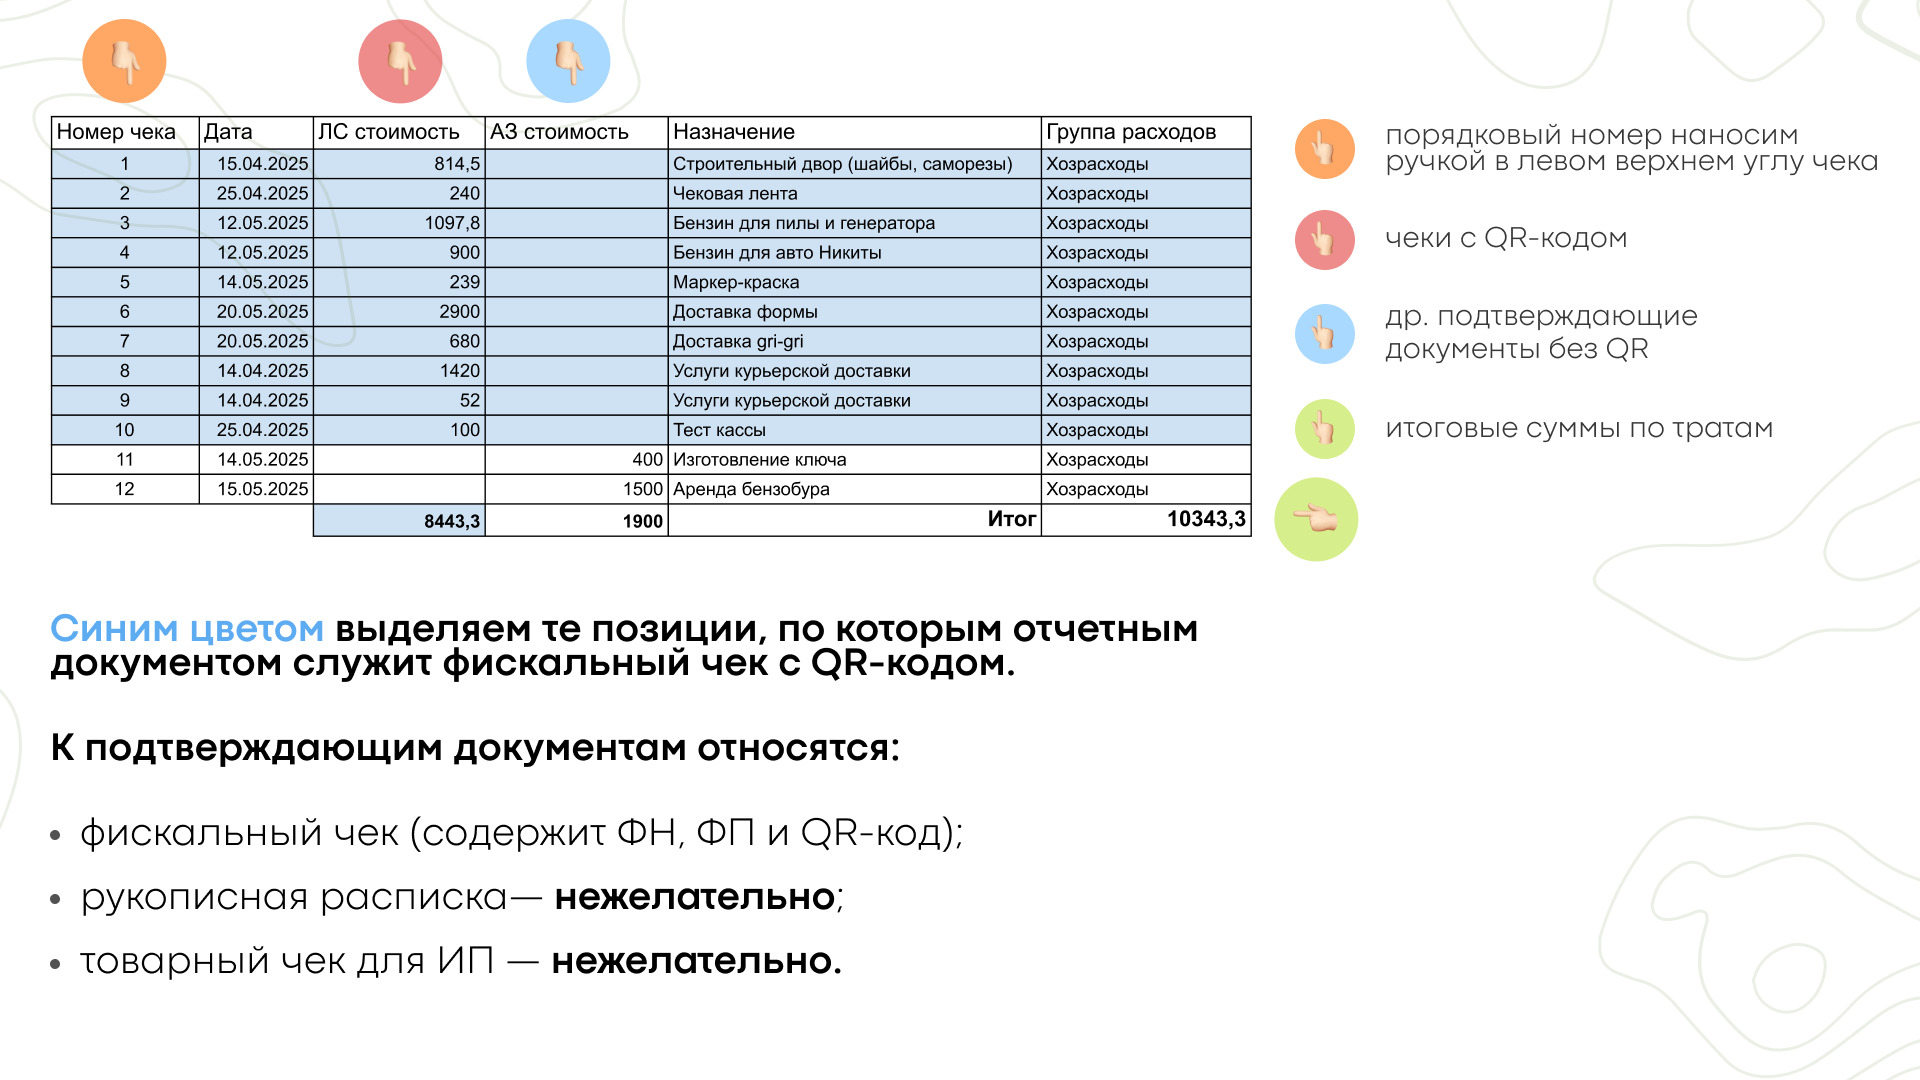 Номер чека Дата ЛС стоимость АЗ стоимость Назначение Группа расходов
1 15.04.2025 814,5 Строительный двор (шайбы, саморезы) Хозрасходы
2 25.04.2025 240 Чековая лента Хозрасходы
3 12.05.2025 1097,8 Бензин для пилы и генератора Хозрасходы
4 12.05.2025 900 Бензин для авто Никиты Хозрасходы
5 14.05.2025 239 Маркер-краска Хозрасходы
6 20.05.2025 2900 Доставка формы Хозрасходы
7 20.05.2025 680 Доставка gri-gri Хозрасходы
8 14.04.2025 1420 Услуги курьерской доставки Хозрасходы
9 14.04.2025 52 Услуги курьерской доставки Хозрасходы
10 25.04.2025 100 Тест кассы Хозрасходы
11 14.05.2025 400 Изготовление ключа Хозрасходы
12 15.05.2025 1500 Аренда бензобура Хозрасходы
8443,3 1900 Итог 10343,3
порядковый номер наносим
ручкой в левом верхнем углу чека
чеки с QR-кодом
др. подтверждающие
документы без QR
итоговые суммы по тратам
Синим цветом выделяем те позиции, по которым отчетным
документом служит фискальный чек с QR-кодом.
К подтверждающим документам относятся:
• фискальный чек (содержит ФН, ФП и QR-код);
• рукописная расписка— нежелательно;
• товарный чек для ИП — нежелательно.